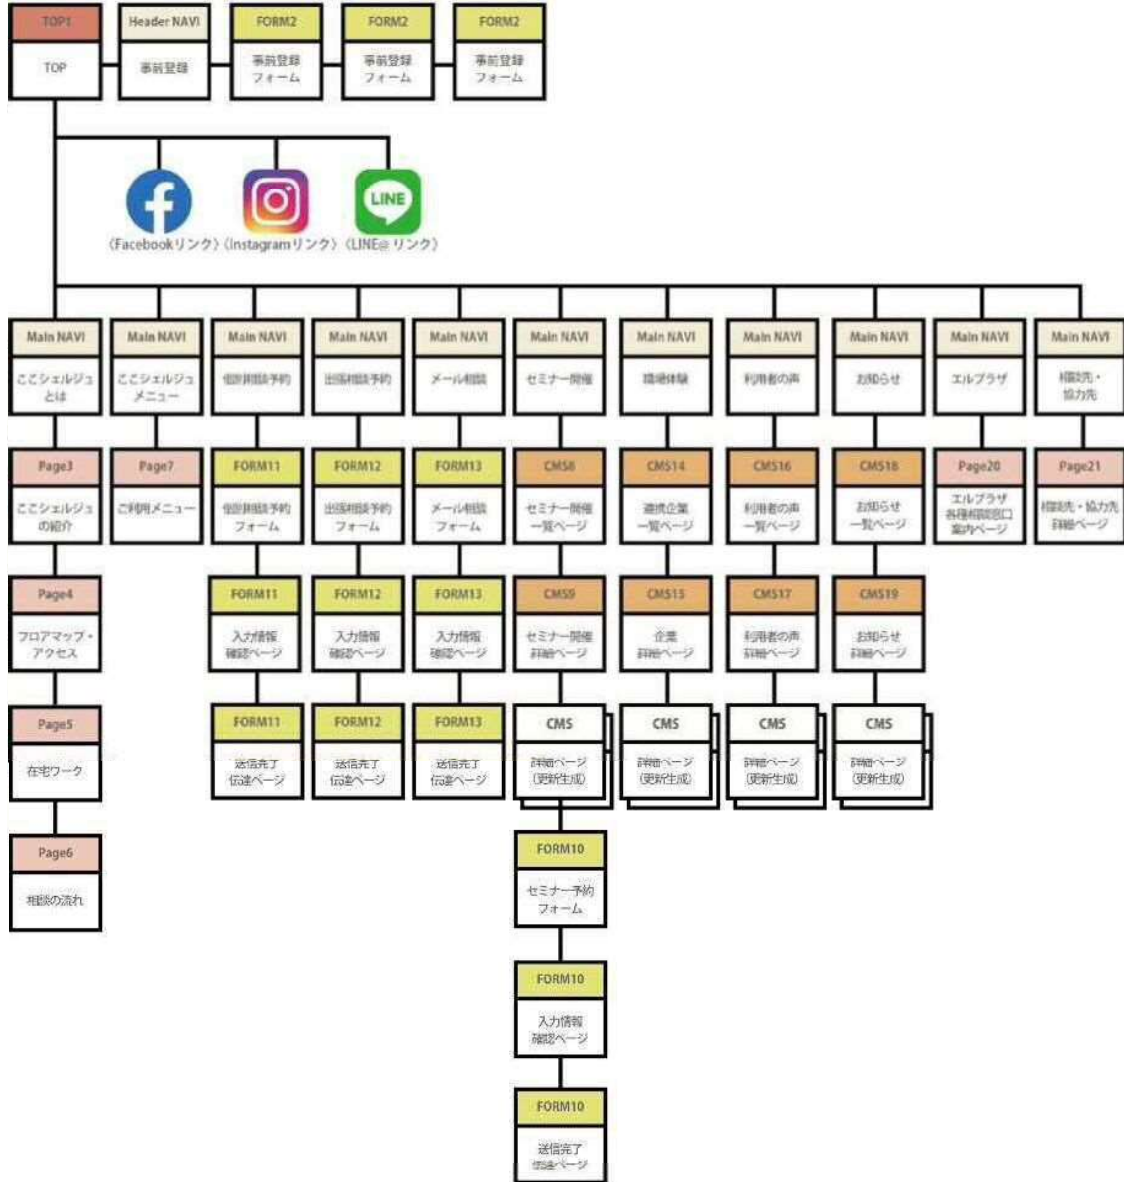 TOP1
TOP
Header NAVI
事前登録
FORM2
事前登録
フォーム
FORM2
事前登録
フォーム
FORM2
事前登録
フォーム
LINE
〈Facebookリンク〉
〈Instagramリンク〉
〈LINE@リンク〉
Main NAVI
ここシェルジュ
とは
Main NAVI
ここシェルジュ
メニュー
Main NAVI
個別相談予約
Main NAVI
出張相談予約
Main NAVI
メール相談
Main NAVI
セミナー開催
Main NAVI
職場体験
Main NAVI
利用者の声
Main NAVI
お知らせ
Main NAVI
エルプラザ
Main NAVI
相談先・
協力先
Page3
ここシェルジュ
の紹介
Page7
ご利用メニュー
FORM11
個別相談予約
フォーム
FORM12
出張相談予約
フォーム
FORM13
メール相談
フォーム
CMS8
セミナー開催
一覧ページ
CMS14
連携企業
一覧ページ
CMS16
利用者の声
一覧ページ
CMS18
お知らせ
一覧ページ
Page20
エルプラザ
各種相談窓口
案内ページ
Page21
相談先・協力先
詳細ページ
Page4
フロアマップ・
アクセス
FORM11
入力情報
確認ページ
FORM12
入力情報
確認ページ
FORM13
入力情報
確認ページ
CMS9
セミナー開催
詳細ページ
CMS15
企業
詳細ページ
CMS17
利用者の声
詳細ページ
CMS19
お知らせ
詳細ページ
Page5
在宅ワーク
FORM11
送信完了
伝達ページ
FORM12
送信完了
伝達ページ
FORM13
送信完了
伝達ページ
CMS
詳細ページ
(更新生成)
CMS
詳細ページ
(更新生成)
CMS
詳細ページ
(更新生成)
CMS
詳細ページ
(更新生成)
Page6
相談の流れ
FORM10
セミナー予約
フォーム
FORM10
入力情報
確認ページ
FORM10
送信完了
伝達ページ